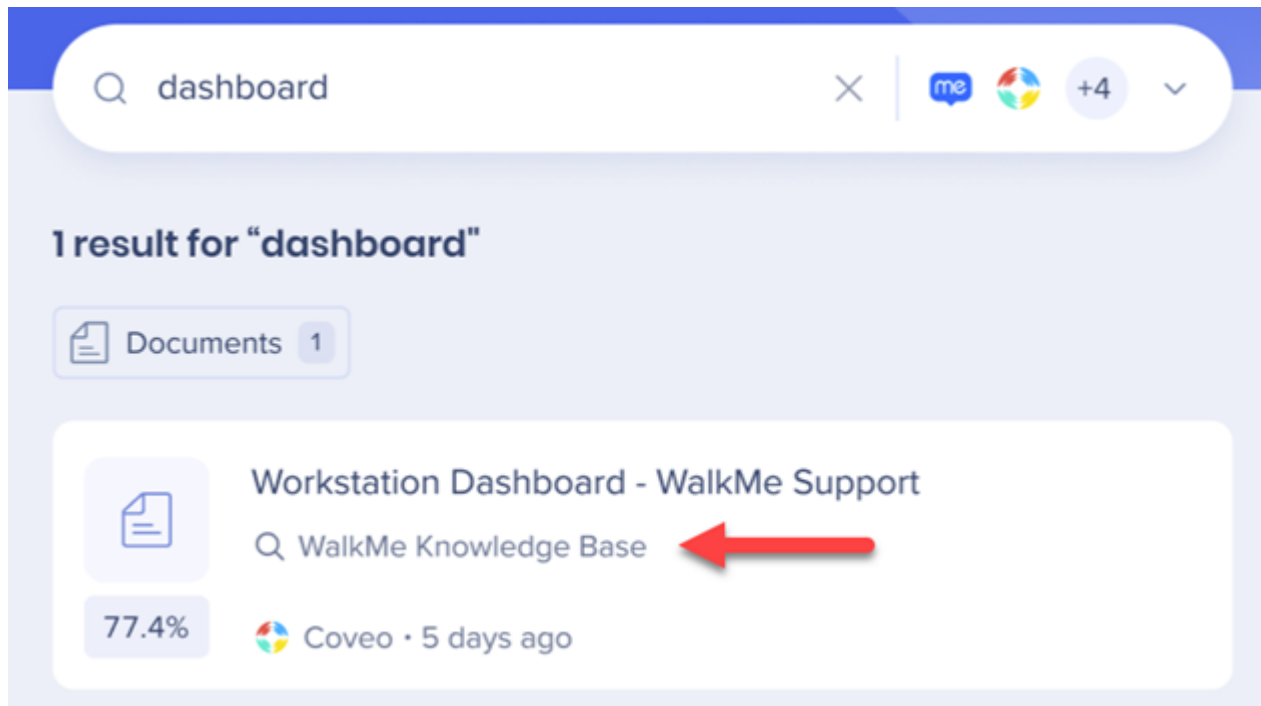 dashboard
me
+4
1 result for “dashboard"
Documents 1
Workstation Dashboard - WalkMe Support
WalkMe Knowledge Base
77.4%
Coveo · 5 days ago